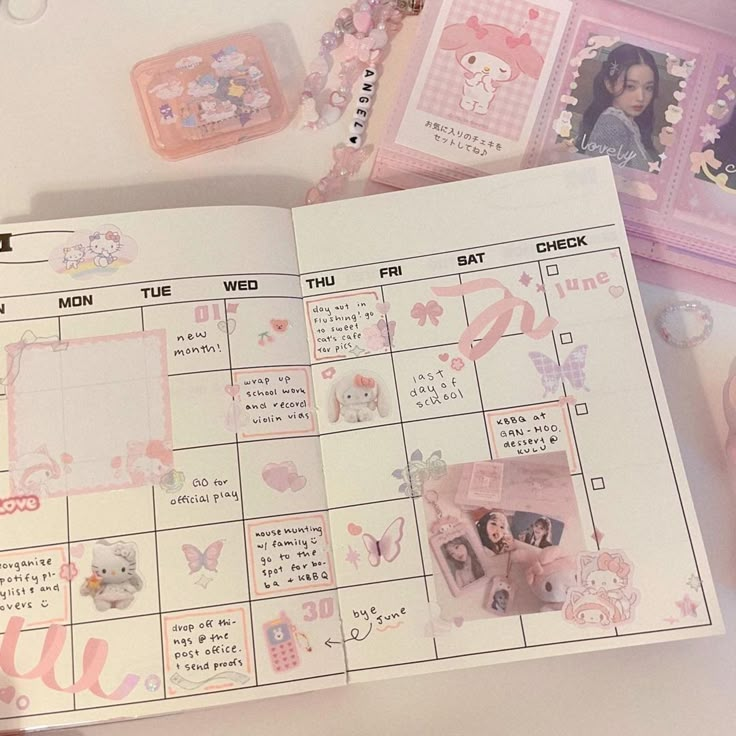 MON
TUE
WED
THU
FRI
SAT
CHECK
June
01
new
month!
day out in
Flushing! go
to sweet
cat's cafe
for pics
wrap up
school work
and record
violin vids
last
day of
school
KBBQ at
GAN-HOO.
dessert @
KULU
GO for
official play
Love
reorganize
spotify pl-
aylists and
covers
house hunting
w/ family
go to the
spot for bo-
ba + KBBQ
drop off thi-
ngs @ the
post office.
+ send proofs
30
bye
June
ANGEL
お気に入りのチェキを
セットしてね♪
lovely